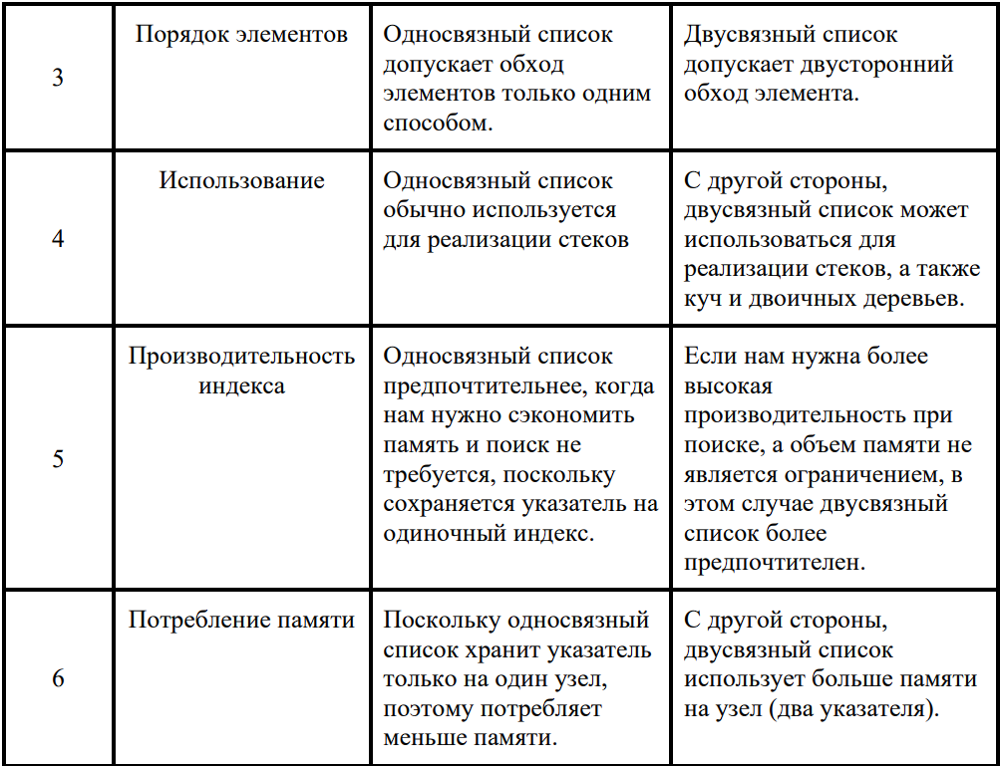 3
Порядок элементов
Односвязный список
допускает обход
элементов только одним
способом.
Двусвязный список
допускает двусторонний
обход элемента.
4
Использование
Односвязный список
обычно используется
для реализации стеков
С другой стороны,
двусвязный список может
использоваться для
реализации стеков, а также
куч и двоичных деревьев.
5
Производительность
индекса
Односвязный список
предпочтительнее, когда
нам нужно сэкономить
память и поиск не
требуется, поскольку
сохраняется указатель на
одиночный индекс.
Если нам нужна более
высокая
производительность при
поиске, а объем памяти не
является ограничением, в
этом случае двусвязный
список более
предпочтителен.
6
Потребление памяти
Поскольку односвязный
список хранит указатель
только на один узел,
поэтому потребляет
меньше памяти.
С другой стороны,
двусвязный список
использует больше памяти
на узел (два указателя).